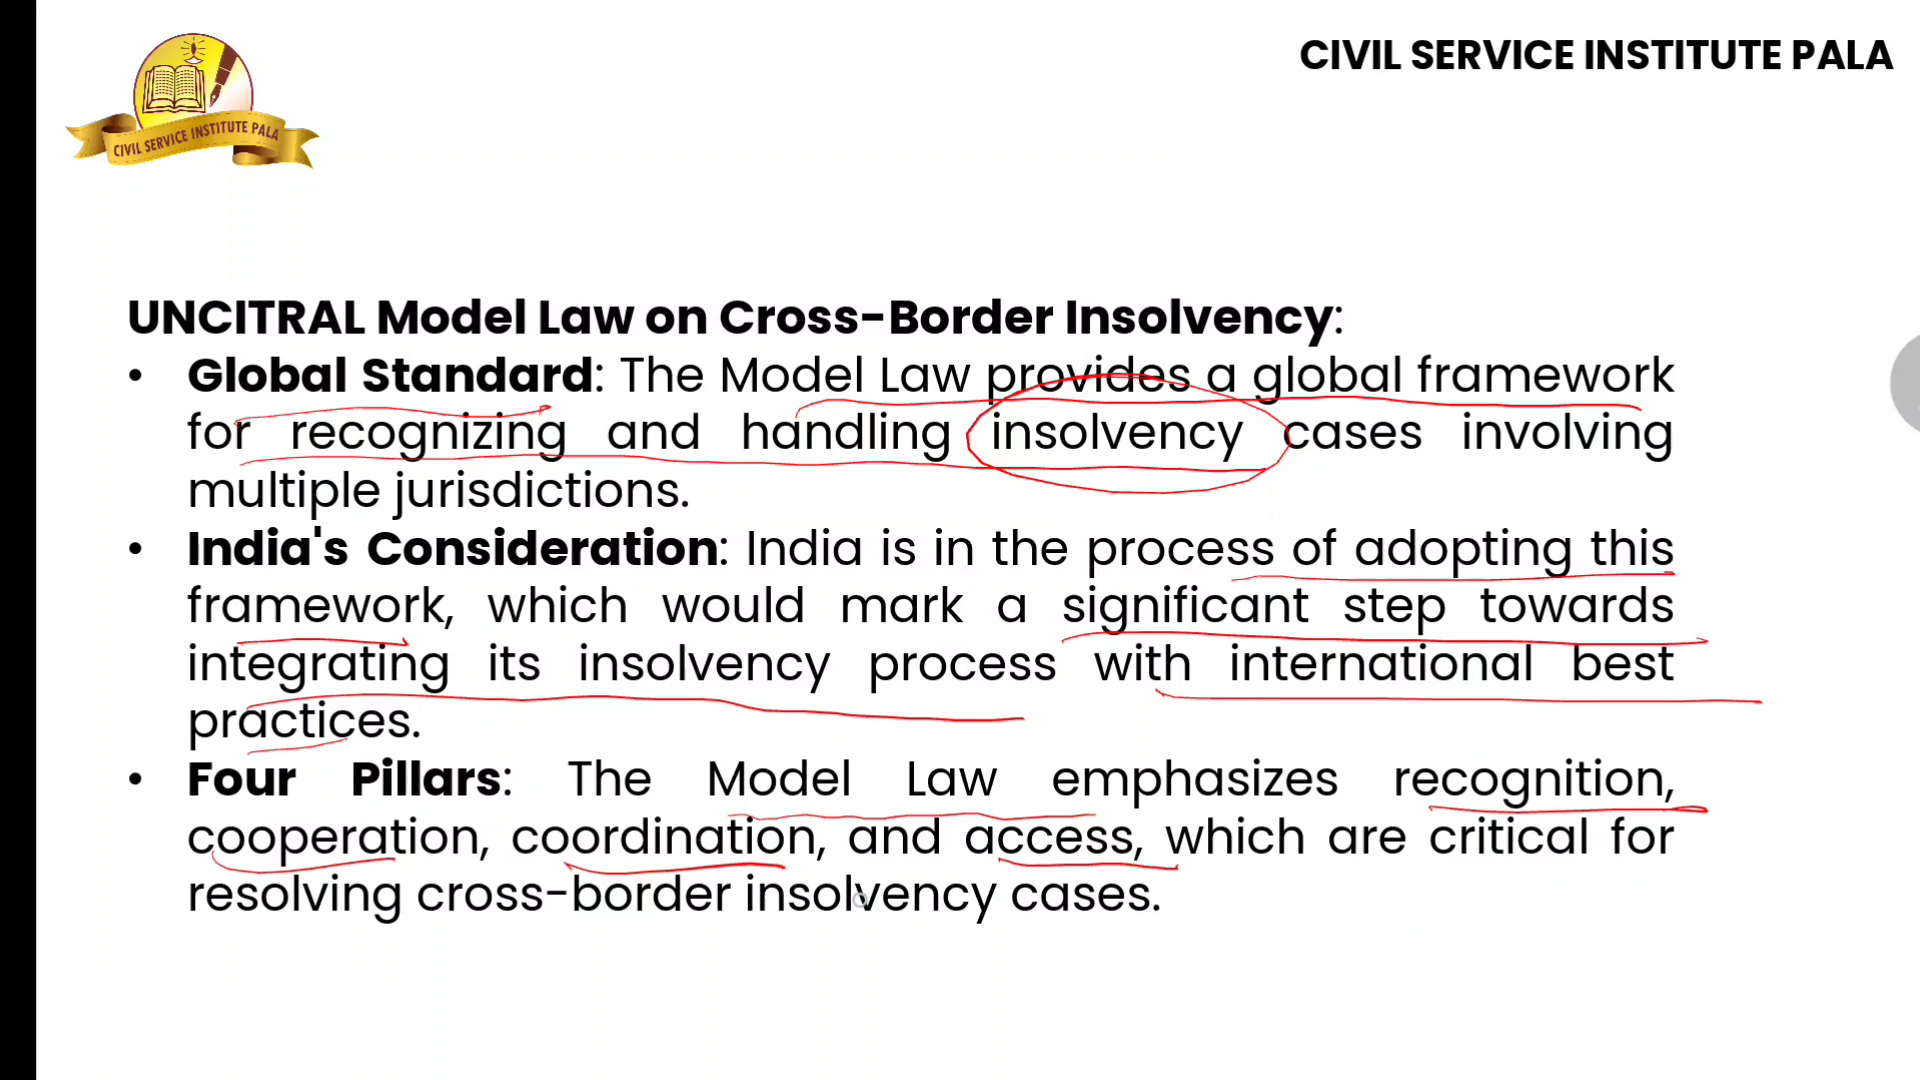 CIVIL SERVICE INSTITUTE PALA
CIVIL SERVICE INSTITUTE PALA
UNCITRAL Model Law on Cross-Border Insolvency:
• Global Standard: The Model Law provides a global framework
for recognizing and handling insolvency cases involving
multiple jurisdictions.
• India's Consideration: India is in the process of adopting this
framework, which would mark a significant step towards
integrating its insolvency process with international best
practices.
• Four Pillars: The Model Law emphasizes recognition,
cooperation, coordination, and access, which are critical for
resolving cross-border insolvency cases.